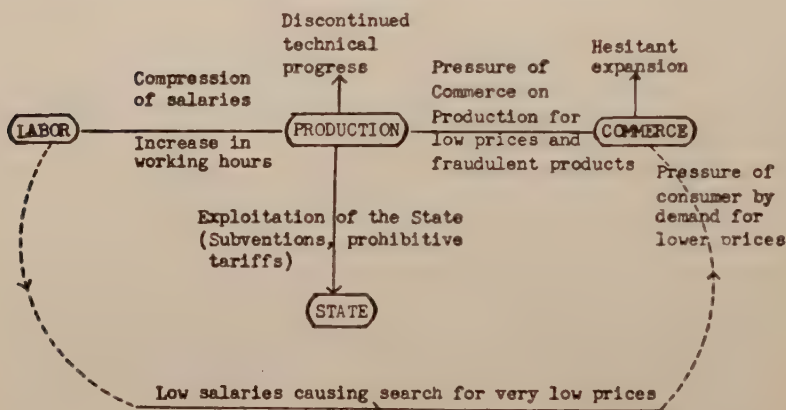 Discontinued
technical
progress
Hesitant
expansion
Compression
of salaries
Pressure of
Commerce on
Production for
low prices and
fraudulent products
LABOR
PRODUCTION
COMMERCE
Increase in
working hours
Pressure of
consumer by
demand for
lower prices
Exploitation of the State
(Subventions, prohibitive
tariffs)
STATE
Low salaries causing search for very low prices